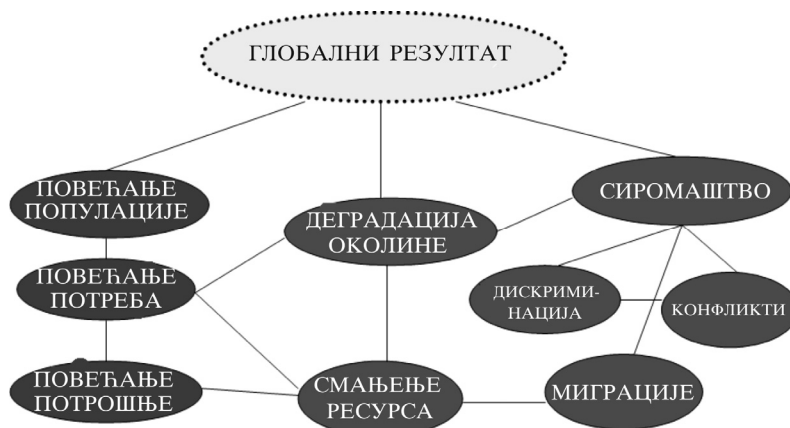 ГЛОБАЛНИ РЕЗУЛТАТ
ПОВЕЋАЊЕ
ПОПУЛАЦИЈЕ
ДЕГРАДАЦИЈА
ОКОЛИНЕ
СИРОМАШТВО
ПОВЕЋАЊЕ
ПОТРЕБА
ДИСКРИМИ-
НАЦИЈА
КОНФЛИКТИ
ПОВЕЋАЊЕ
ПОТРОШЊЕ
СМАЊЕЊЕ
РЕСУРСА
МИГРАЦИЈЕ